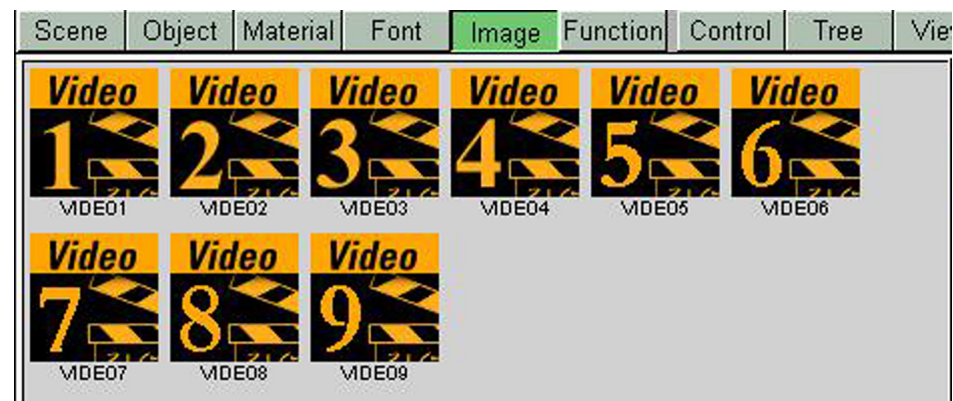 Scene Object Material Font Image Function Control Tree Vie
Video Video Video Video Video Video
1 2 3 4 5 6
VIDEO1 VIDEO2 VIDEO3 VIDEO4 VIDEO5 VIDEO6
Video Video Video
7 8 9
VIDEO7 VIDEO8 VIDEO9